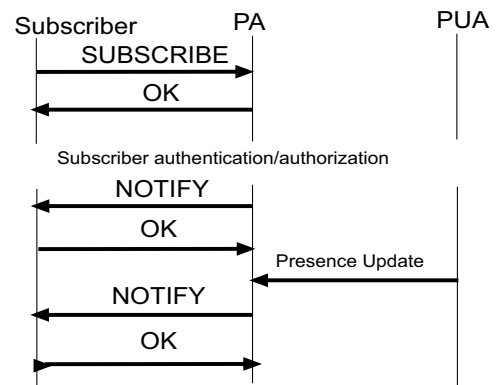 Subscriber PA PUA
SUBSCRIBE
OK
Subscriber authentication/authorization
NOTIFY
OK
Presence Update
NOTIFY
OK